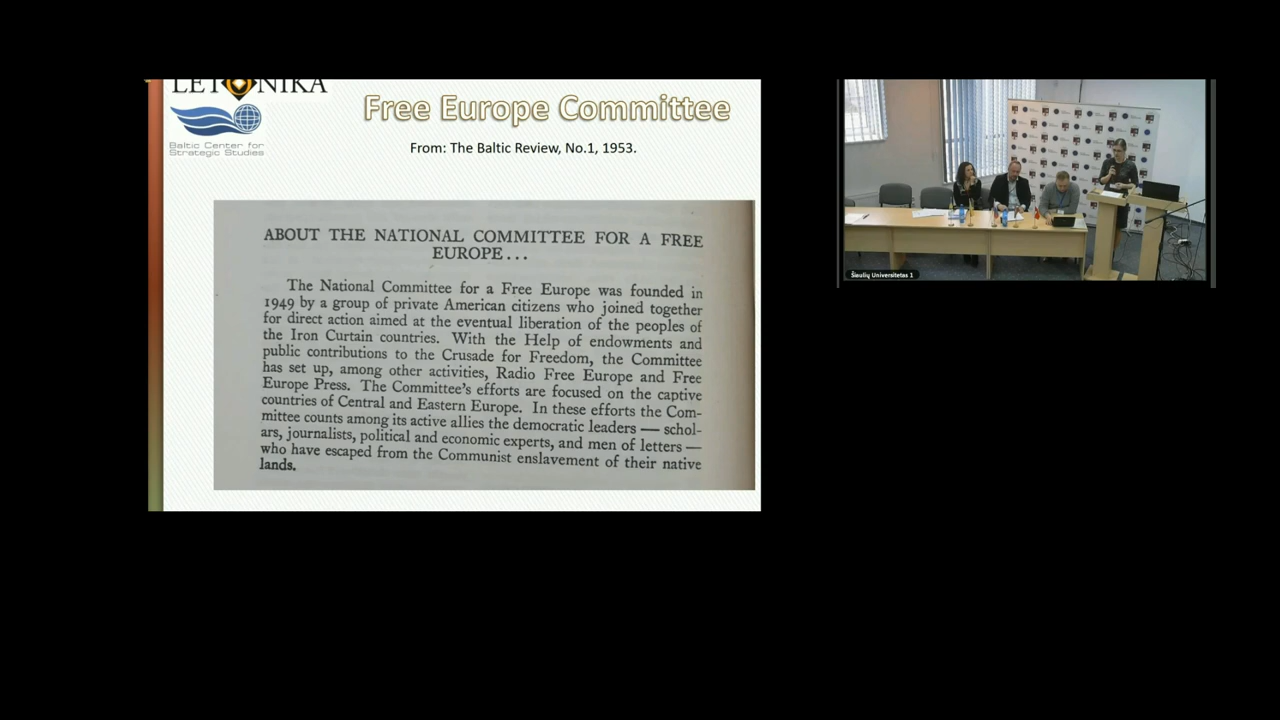 LETONIKA
Baltic Center for
Strategic Studies
Free Europe Committee
From: The Baltic Review, No.1, 1953.
ABOUT THE NATIONAL COMMITTEE FOR A FREE
EUROPE...
The National Committee for a Free Europe was founded in
1949 by a group of private American citizens who joined together
for direct action aimed at the eventual liberation of the peoples of
the Iron Curtain countries. With the Help of endowments and
public contributions to the Crusade for Freedom, the Committee
has set up, among other activities, Radio Free Europe and Free
Europe Press. The Committee's efforts are focused on the captive
countries of Central and Eastern Europe. In these efforts the Com-
mittee counts among its active allies the democratic leaders — schol-
ars, journalists, political and economic experts, and men of letters —
who have escaped from the Communist enslavement of their native
lands.
Šiaulių Universitetas 1